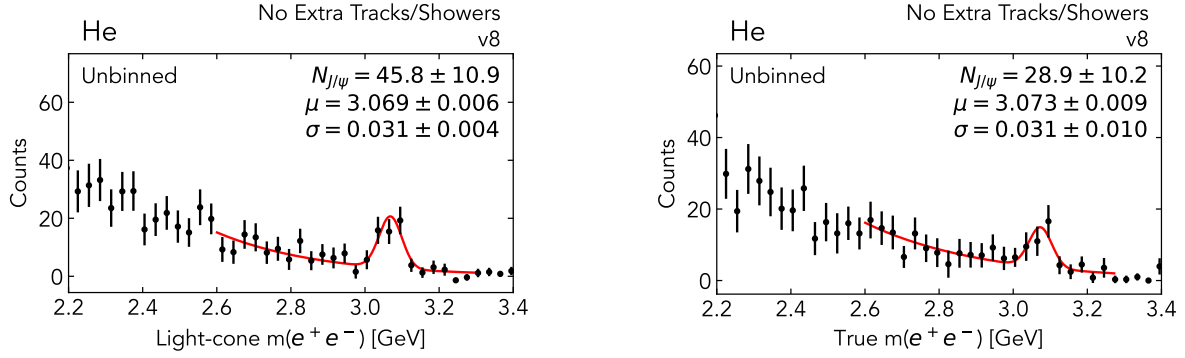 He
No Extra Tracks/Showers
v8
Unbinned
N_{J/ψ} = 45.8 ± 10.9
μ = 3.069 ± 0.006
σ = 0.031 ± 0.004
60
40
20
0
Counts
2.2 2.4 2.6 2.8 3.0 3.2 3.4
Light-cone m(e⁺e⁻) [GeV]
He
No Extra Tracks/Showers
v8
Unbinned
N_{J/ψ} = 28.9 ± 10.2
μ = 3.073 ± 0.009
σ = 0.031 ± 0.010
60
40
20
0
Counts
2.2 2.4 2.6 2.8 3.0 3.2 3.4
True m(e⁺e⁻) [GeV]